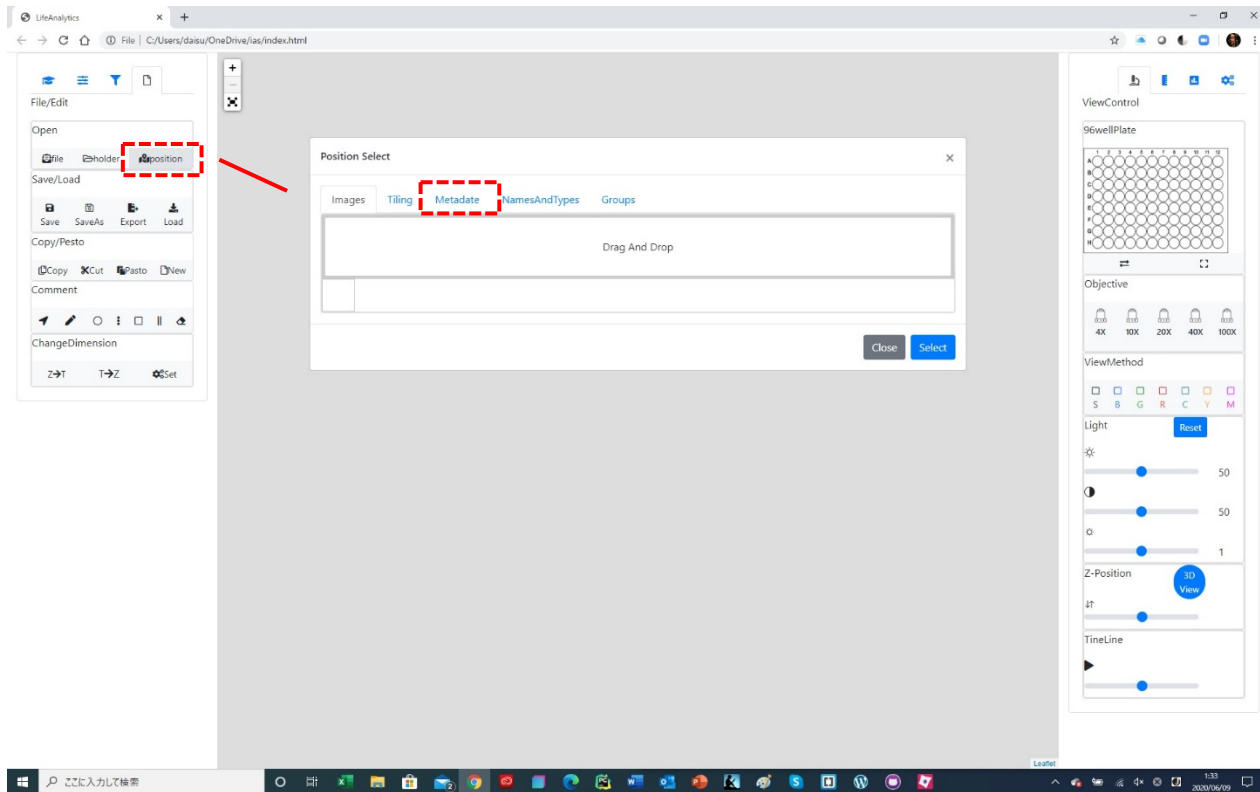 LifeAnalytics
File | C:/Users/daisu/OneDrive/ias/index.html
File/Edit
Open
file holder position
Save/Load
Save SaveAs Export Load
Copy/Pesto
Copy Cut Pasto New
Comment
ChangeDimension
Z→T T→Z Set
+
−
Position Select ×
Images Tiling Metadate NamesAndTypes Groups
Drag And Drop
Close Select
Leaflet
ViewControl
96wellPlate
1 2 3 4 5 6 7 8 9 10 11 12
A
B
C
D
E
F
G
H
Objective
4X 10X 20X 40X 100X
ViewMethod
S B G R C Y M
Light Reset
50
50
1
Z-Position 3D View
TineLine
ここに入力して検索
1:33
2020/06/09